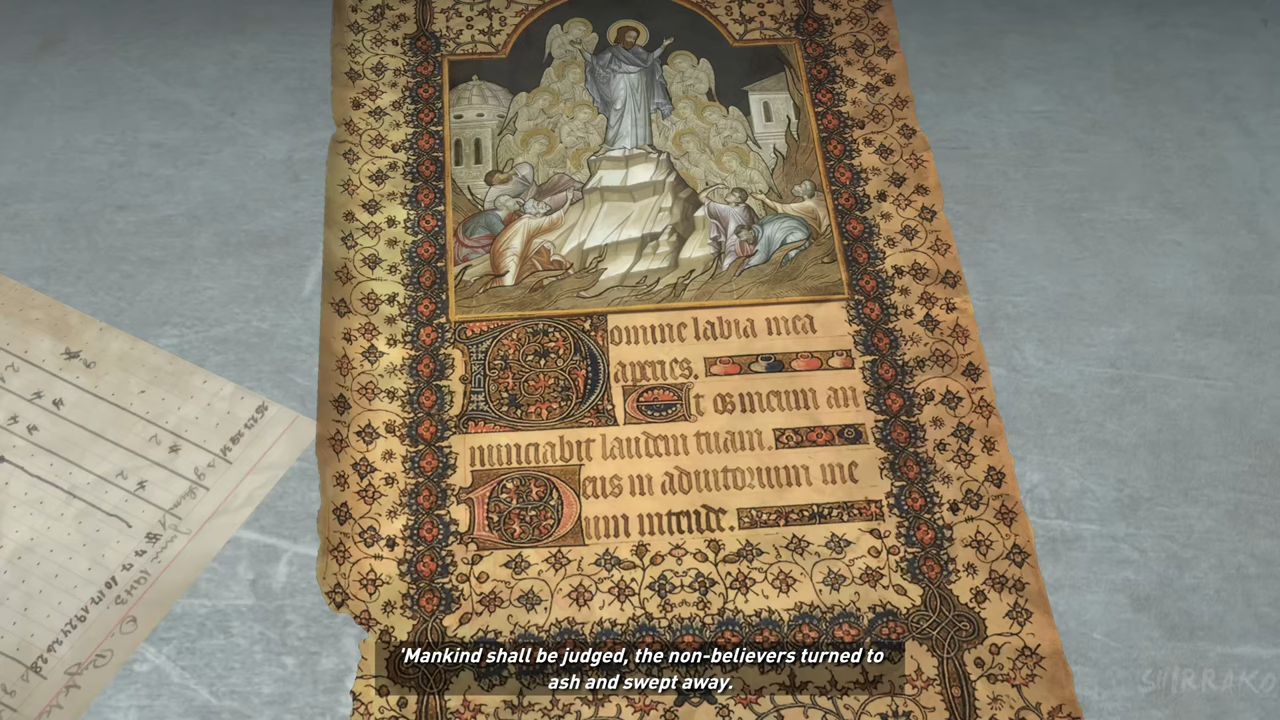 Domine labia mea
aperies.
Et os meum an
nunciabit laudem tuam.
Deus in adiutorium me
um intende.
'Mankind shall be judged, the non-believers turned to
ash and swept away.
SHIRRAKO